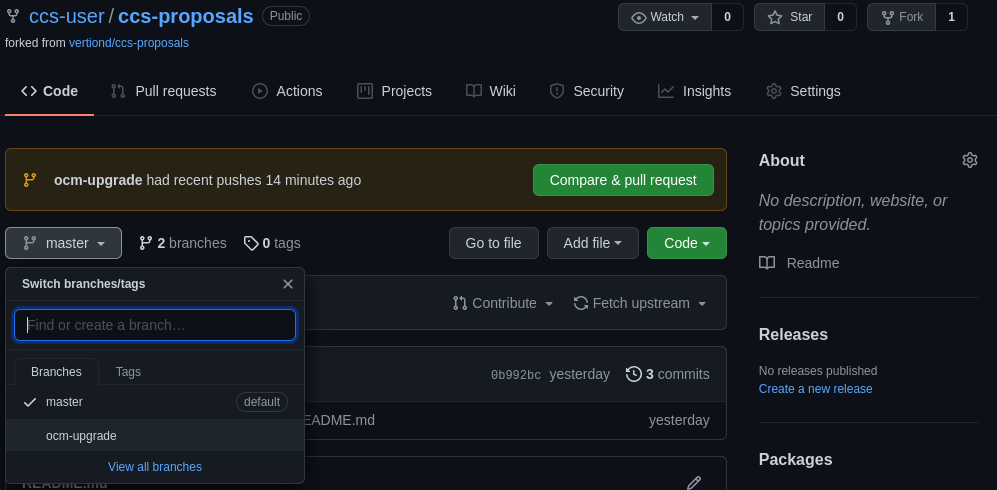 ccs-user / ccs-proposals Public
Watch 0 Star 0 Fork 1
forked from vertiond/ccs-proposals
Code Pull requests Actions Projects Wiki Security Insights Settings
ocm-upgrade had recent pushes 14 minutes ago Compare & pull request
master 2 branches 0 tags Go to file Add file Code
Switch branches/tags
Find or create a branch…
Branches Tags
master default
ocm-upgrade
View all branches
Contribute Fetch upstream
0b992bc yesterday 3 commits
EADME.md yesterday
README.md
About
No description, website, or
topics provided.
Readme
Releases
No releases published
Create a new release
Packages